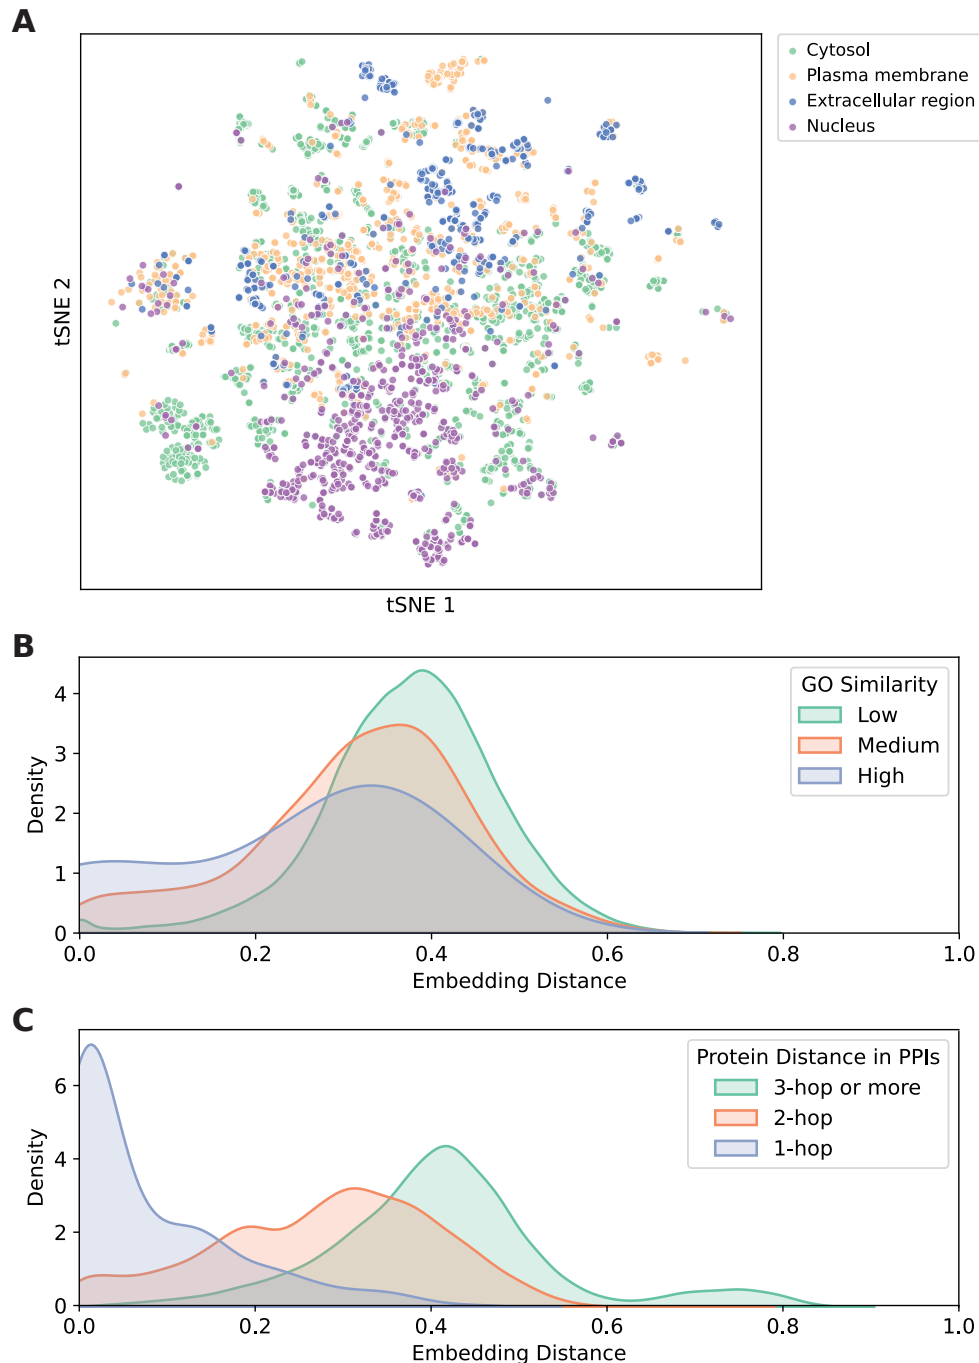 A
Cytosol
Plasma membrane
Extracellular region
Nucleus
tSNE 2
tSNE 1
B
GO Similarity
Low
Medium
High
Density
4
3
2
1
0
0.0 0.2 0.4 0.6 0.8 1.0
Embedding Distance
C
Protein Distance in PPIs
3-hop or more
2-hop
1-hop
Density
6
4
2
0
0.0 0.2 0.4 0.6 0.8 1.0
Embedding Distance